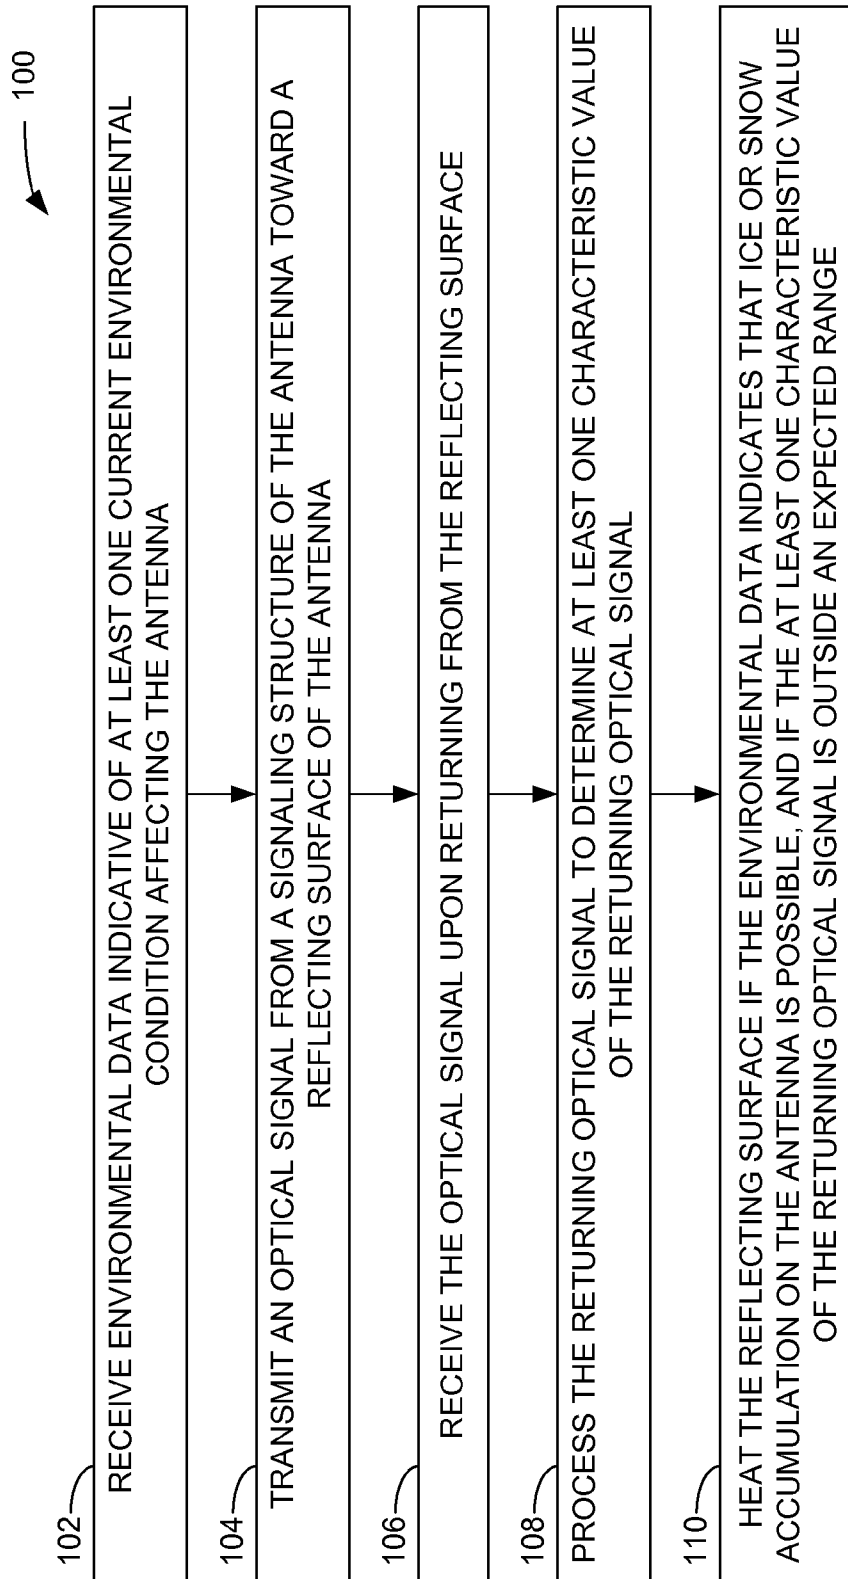 100
102
RECEIVE ENVIRONMENTAL DATA INDICATIVE OF AT LEAST ONE CURRENT ENVIRONMENTAL
CONDITION AFFECTING THE ANTENNA
104
TRANSMIT AN OPTICAL SIGNAL FROM A SIGNALING STRUCTURE OF THE ANTENNA TOWARD A
REFLECTING SURFACE OF THE ANTENNA
106
RECEIVE THE OPTICAL SIGNAL UPON RETURNING FROM THE REFLECTING SURFACE
108
PROCESS THE RETURNING OPTICAL SIGNAL TO DETERMINE AT LEAST ONE CHARACTERISTIC VALUE
OF THE RETURNING OPTICAL SIGNAL
110
HEAT THE REFLECTING SURFACE IF THE ENVIRONMENTAL DATA INDICATES THAT ICE OR SNOW
ACCUMULATION ON THE ANTENNA IS POSSIBLE, AND IF THE AT LEAST ONE CHARACTERISTIC VALUE
OF THE RETURNING OPTICAL SIGNAL IS OUTSIDE AN EXPECTED RANGE